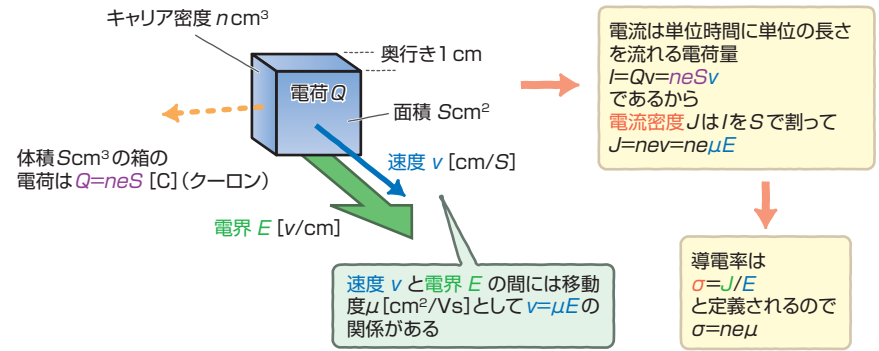 キャリア密度 n cm³
奥行き1 cm
電荷Q
面積 Scm²
体積Scm³の箱の
電荷はQ=neS [C](クーロン)
速度 v [cm/S]
電界 E [v/cm]
速度 v と電界 E の間には移動
度μ[cm²/Vs]としてv=μEの
関係がある
電流は単位時間に単位の長さ
を流れる電荷量
I=Qv=neSv
であるから
電流密度JはIをSで割って
J=nev=neμE
導電率は
σ=J/E
と定義されるので
σ=neμ